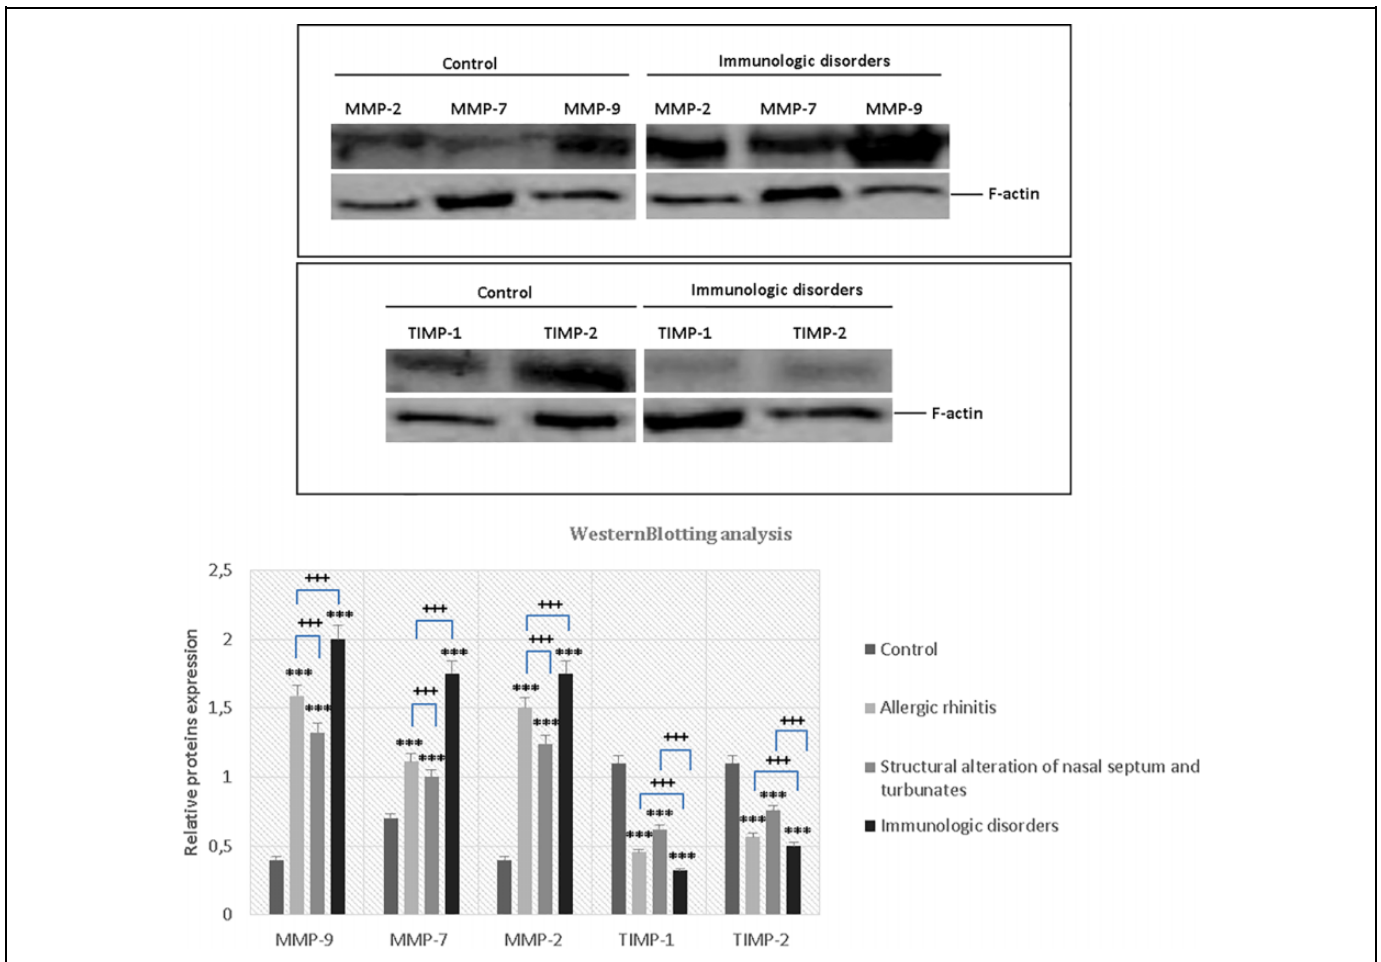 Control Immunologic disorders
MMP-2 MMP-7 MMP-9 MMP-2 MMP-7 MMP-9
F-actin
Control Immunologic disorders
TIMP-1 TIMP-2 TIMP-1 TIMP-2
F-actin
WesternBlotting analysis
Relative proteins expression
2,5
2
1,5
1
0,5
0
+++ +++ *** *** ***
+++ +++ *** *** ***
+++ +++ *** *** ***
+++ +++ *** *** ***
+++ +++ *** *** ***
MMP-9 MMP-7 MMP-2 TIMP-1 TIMP-2
Control
Allergic rhinitis
Structural alteration of nasal septum and
turbunates
Immunologic disorders